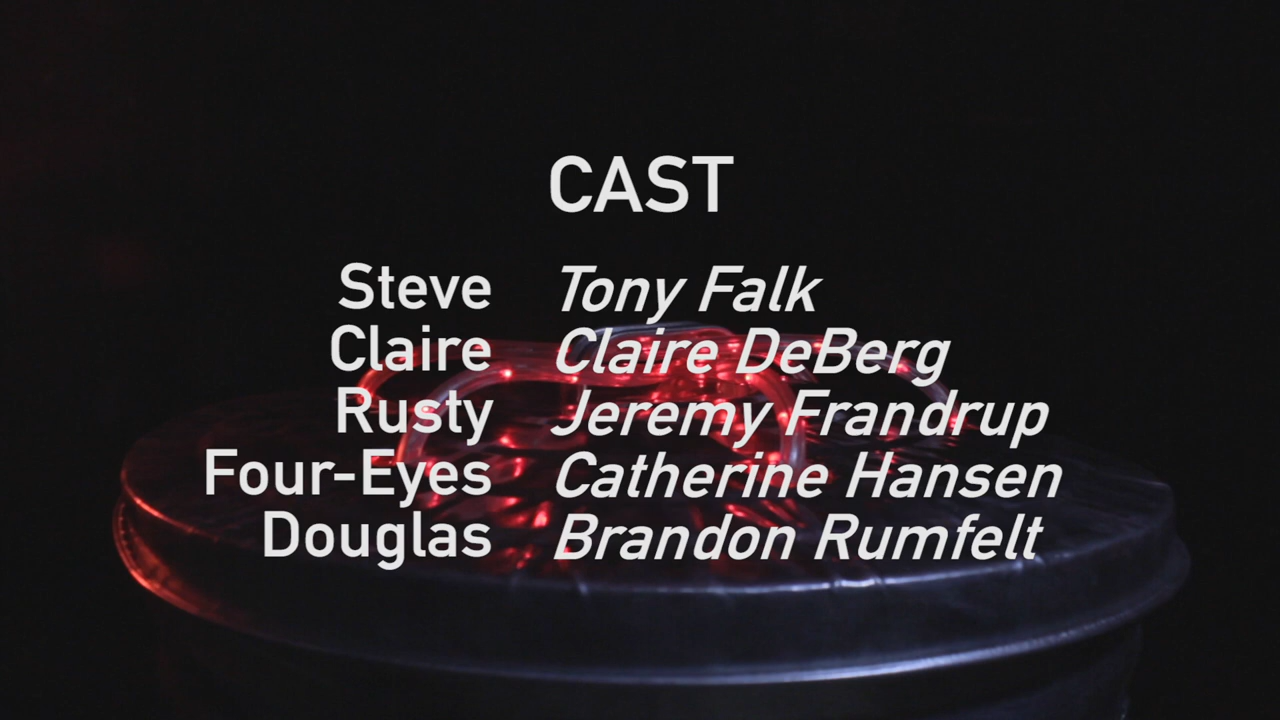 CAST
Steve Tony Falk
Claire Claire DeBerg
Rusty Jeremy Frandrup
Four-Eyes Catherine Hansen
Douglas Brandon Rumfelt